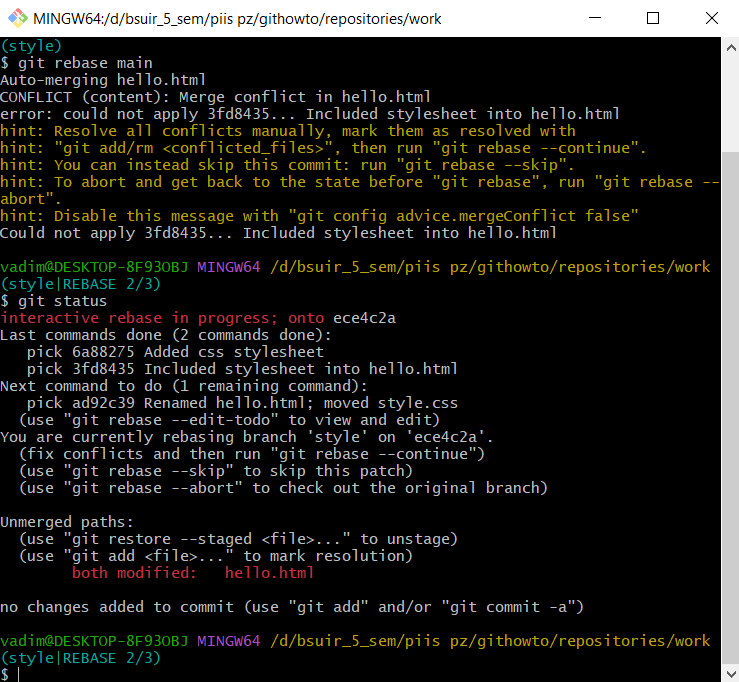 MINGW64:/d/bsuir_5_sem/piis pz/githowto/repositories/work
(style)
$ git rebase main
Auto-merging hello.html
CONFLICT (content): Merge conflict in hello.html
error: could not apply 3fd8435... Included stylesheet into hello.html
hint: Resolve all conflicts manually, mark them as resolved with
hint: "git add/rm <conflicted_files>", then run "git rebase --continue".
hint: You can instead skip this commit: run "git rebase --skip".
hint: To abort and get back to the state before "git rebase", run "git rebase --
abort".
hint: Disable this message with "git config advice.mergeConflict false"
Could not apply 3fd8435... Included stylesheet into hello.html

vadim@DESKTOP-8F93OBJ MINGW64 /d/bsuir_5_sem/piis pz/githowto/repositories/work
(style|REBASE 2/3)
$ git status
interactive rebase in progress; onto ece4c2a
Last commands done (2 commands done):
   pick 6a88275 Added css stylesheet
   pick 3fd8435 Included stylesheet into hello.html
Next command to do (1 remaining command):
   pick ad92c39 Renamed hello.html; moved style.css
  (use "git rebase --edit-todo" to view and edit)
You are currently rebasing branch 'style' on 'ece4c2a'.
  (fix conflicts and then run "git rebase --continue")
  (use "git rebase --skip" to skip this patch)
  (use "git rebase --abort" to check out the original branch)

Unmerged paths:
  (use "git restore --staged <file>..." to unstage)
  (use "git add <file>..." to mark resolution)
        both modified:   hello.html

no changes added to commit (use "git add" and/or "git commit -a")

vadim@DESKTOP-8F93OBJ MINGW64 /d/bsuir_5_sem/piis pz/githowto/repositories/work
(style|REBASE 2/3)
$